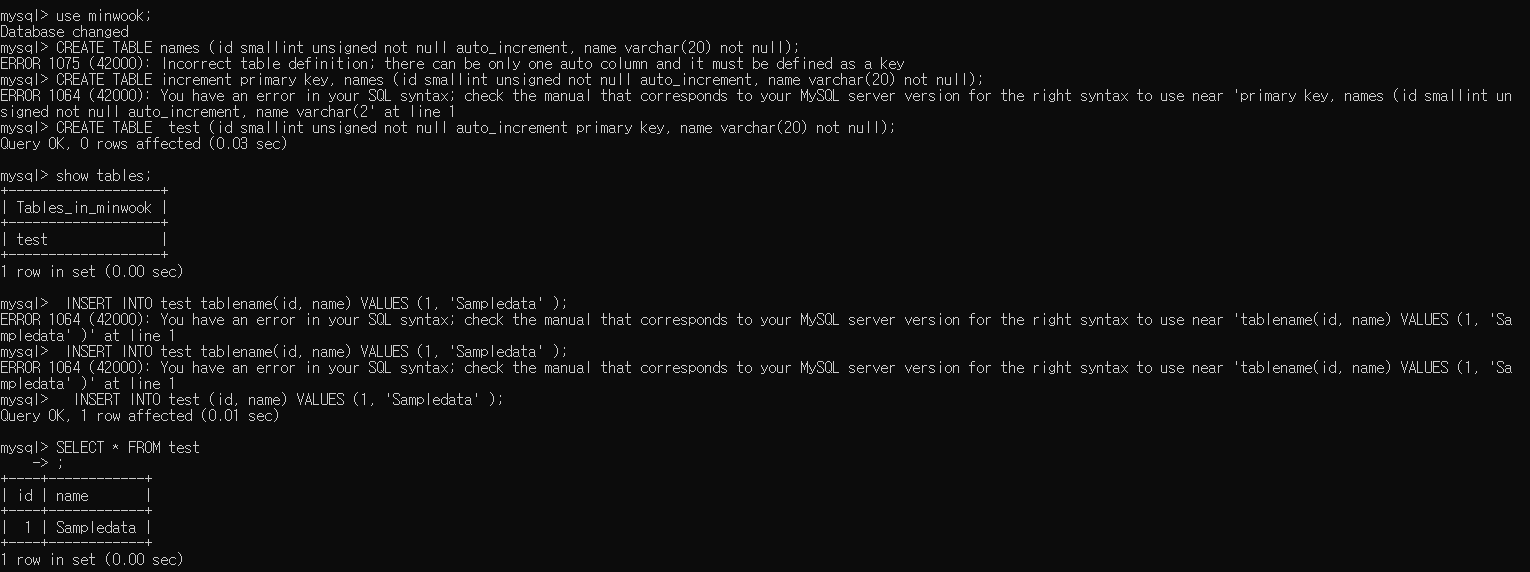 mysql> use minwook;
Database changed
mysql> CREATE TABLE names (id smallint unsigned not null auto_increment, name varchar(20) not null);
ERROR 1075 (42000): Incorrect table definition; there can be only one auto column and it must be defined as a key
mysql> CREATE TABLE increment primary key, names (id smallint unsigned not null auto_increment, name varchar(20) not null);
ERROR 1064 (42000): You have an error in your SQL syntax; check the manual that corresponds to your MySQL server version for the right syntax to use near 'primary key, names (id smallint un
signed not null auto_increment, name varchar(2' at line 1
mysql> CREATE TABLE  test (id smallint unsigned not null auto_increment primary key, name varchar(20) not null);
Query OK, 0 rows affected (0.03 sec)

mysql> show tables;
+-------------------+
| Tables_in_minwook |
+-------------------+
| test              |
+-------------------+
1 row in set (0.00 sec)

mysql>  INSERT INTO test tablename(id, name) VALUES (1, 'Sampledata' );
ERROR 1064 (42000): You have an error in your SQL syntax; check the manual that corresponds to your MySQL server version for the right syntax to use near 'tablename(id, name) VALUES (1, 'Sa
mpledata' )' at line 1
mysql>  INSERT INTO test tablename(id, name) VALUES (1, 'Sampledata' );
ERROR 1064 (42000): You have an error in your SQL syntax; check the manual that corresponds to your MySQL server version for the right syntax to use near 'tablename(id, name) VALUES (1, 'Sa
mpledata' )' at line 1
mysql>   INSERT INTO test (id, name) VALUES (1, 'Sampledata' );
Query OK, 1 row affected (0.01 sec)

mysql> SELECT * FROM test
    -> ;
+----+------------+
| id | name       |
+----+------------+
|  1 | Sampledata |
+----+------------+
1 row in set (0.00 sec)